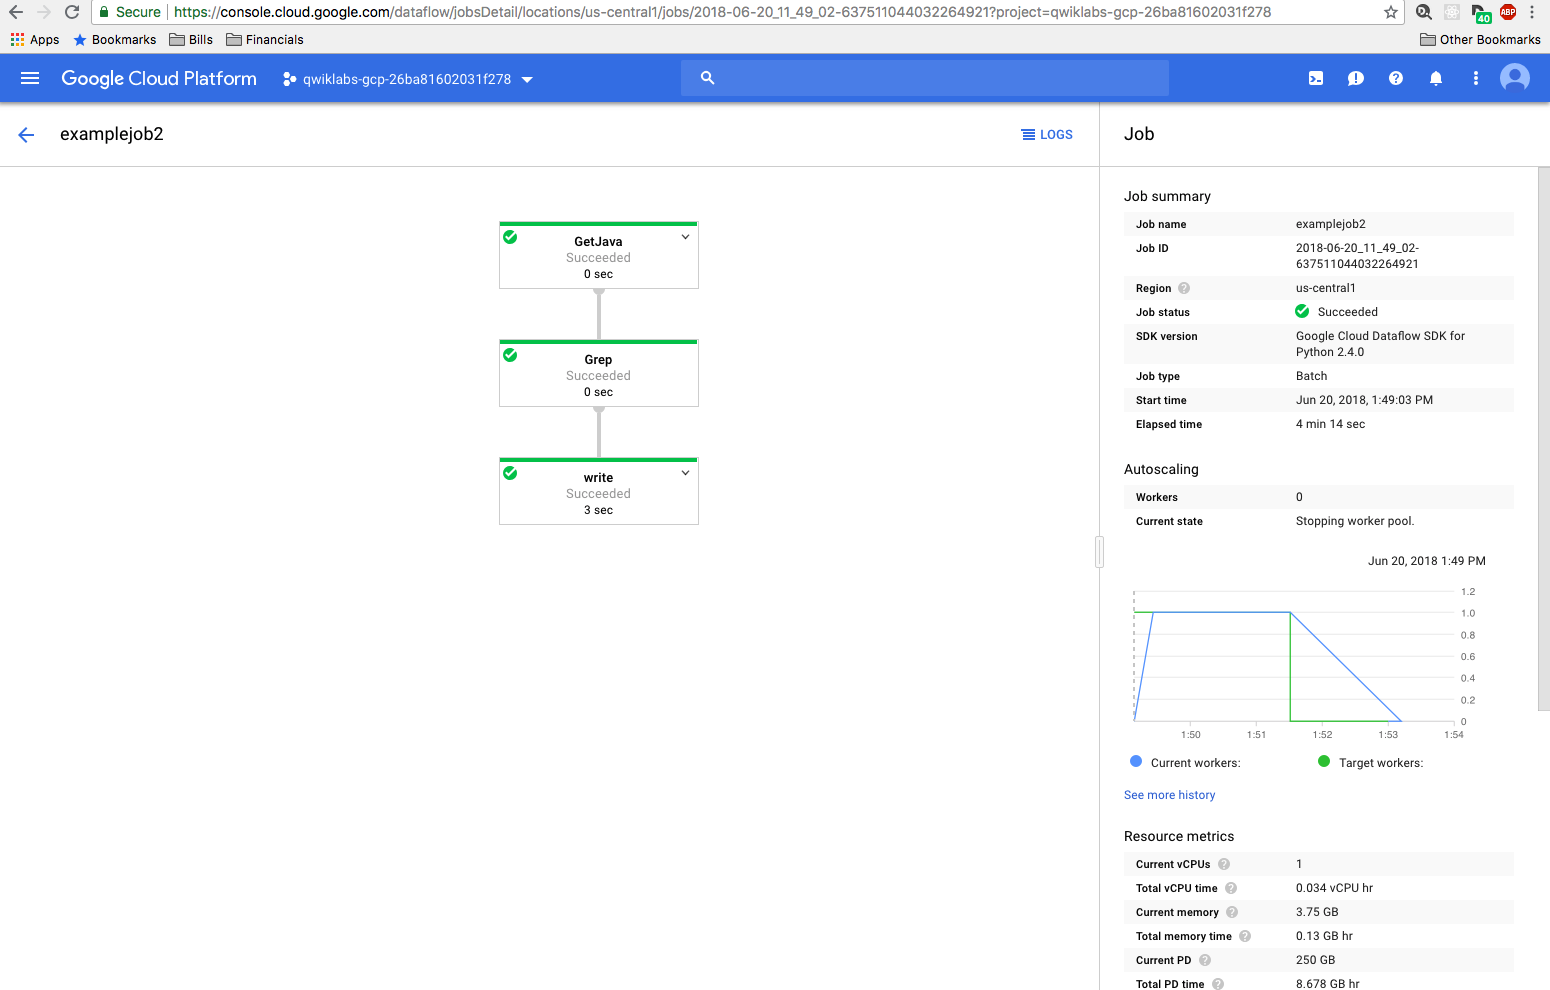 Secure https://console.cloud.google.com/dataflow/jobsDetail/locations/us-central1/jobs/2018-06-20_11_49_02-637511044032264921?project=qwiklabs-gcp-26ba81602031f278
40
ABP
Apps Bookmarks Bills Financials Other Bookmarks
Google Cloud Platform qwiklabs-gcp-26ba81602031f278
examplejob2
LOGS
GetJava
Succeeded
0 sec
Grep
Succeeded
0 sec
write
Succeeded
3 sec
Job
Job summary
Job name examplejob2
Job ID 2018-06-20_11_49_02-
637511044032264921
Region us-central1
Job status Succeeded
SDK version Google Cloud Dataflow SDK for
Python 2.4.0
Job type Batch
Start time Jun 20, 2018, 1:49:03 PM
Elapsed time 4 min 14 sec
Autoscaling
Workers 0
Current state Stopping worker pool.
Jun 20, 2018 1:49 PM
1.2
1.0
0.8
0.6
0.4
0.2
0
1:50 1:51 1:52 1:53 1:54
Current workers: Target workers:
See more history
Resource metrics
Current vCPUs 1
Total vCPU time 0.034 vCPU hr
Current memory 3.75 GB
Total memory time 0.13 GB hr
Current PD 250 GB
Total PD time 8.678 GB hr